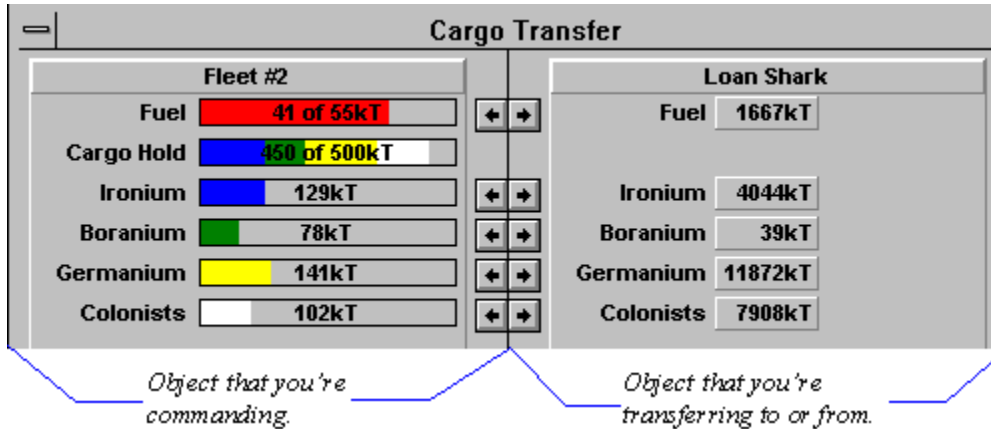 Cargo Transfer
Fleet #2
Loan Shark
Fuel 41 of 55kT
Fuel 1667kT
Cargo Hold 450 of 500kT
Ironium 129kT
Ironium 4044kT
Boranium 78kT
Boranium 39kT
Germanium 141kT
Germanium 11872kT
Colonists 102kT
Colonists 7908kT
Object that you're
commanding.
Object that you're
transferring to or from.